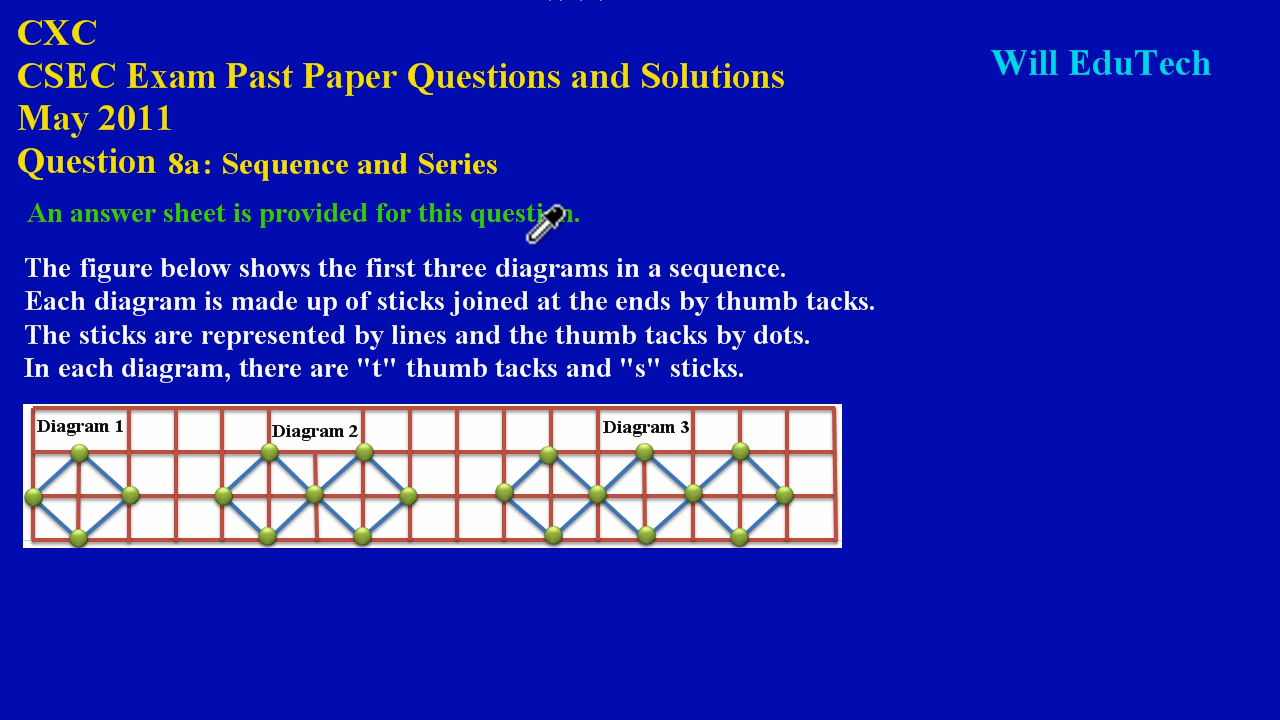 CXC
CSEC Exam Past Paper Questions and Solutions
Will EduTech
May 2011
Question 8a: Sequence and Series
An answer sheet is provided for this question.
The figure below shows the first three diagrams in a sequence.
Each diagram is made up of sticks joined at the ends by thumb tacks.
The sticks are represented by lines and the thumb tacks by dots.
In each diagram, there are "t" thumb tacks and "s" sticks.
Diagram 1
Diagram 2
Diagram 3